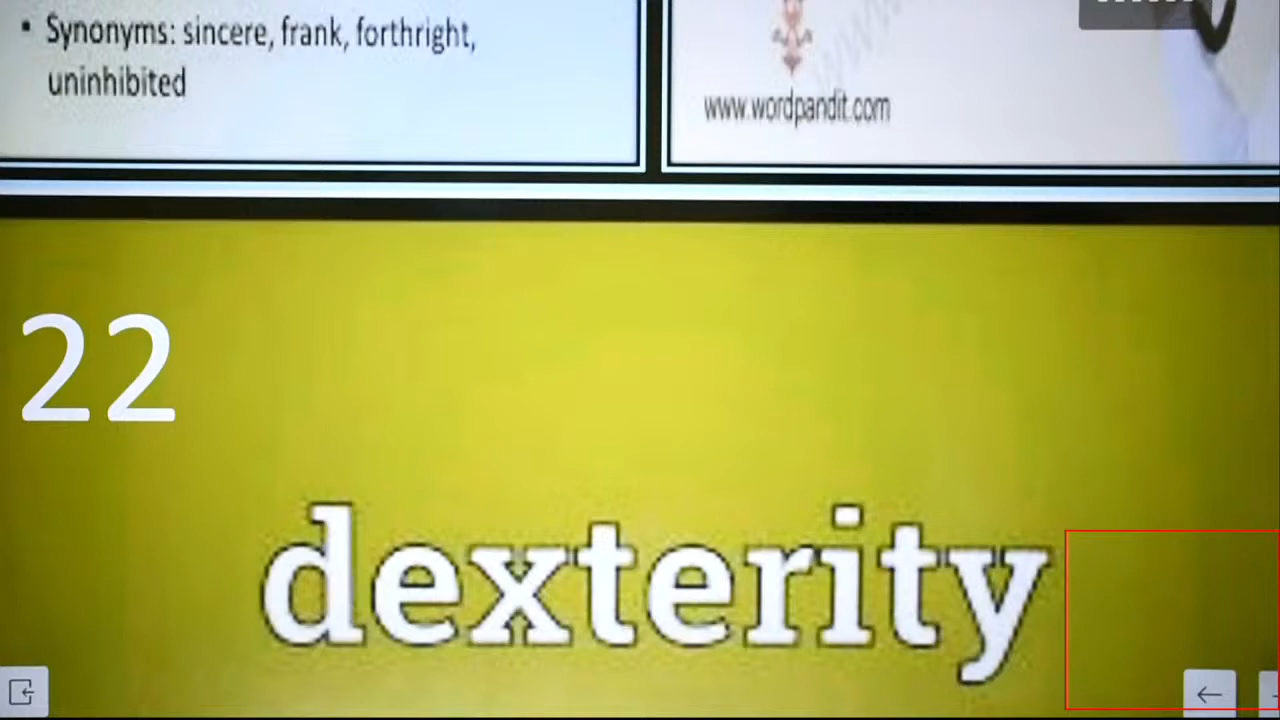 • Synonyms: sincere, frank, forthright,
uninhibited
www.wordpandit.com
22
dexterity